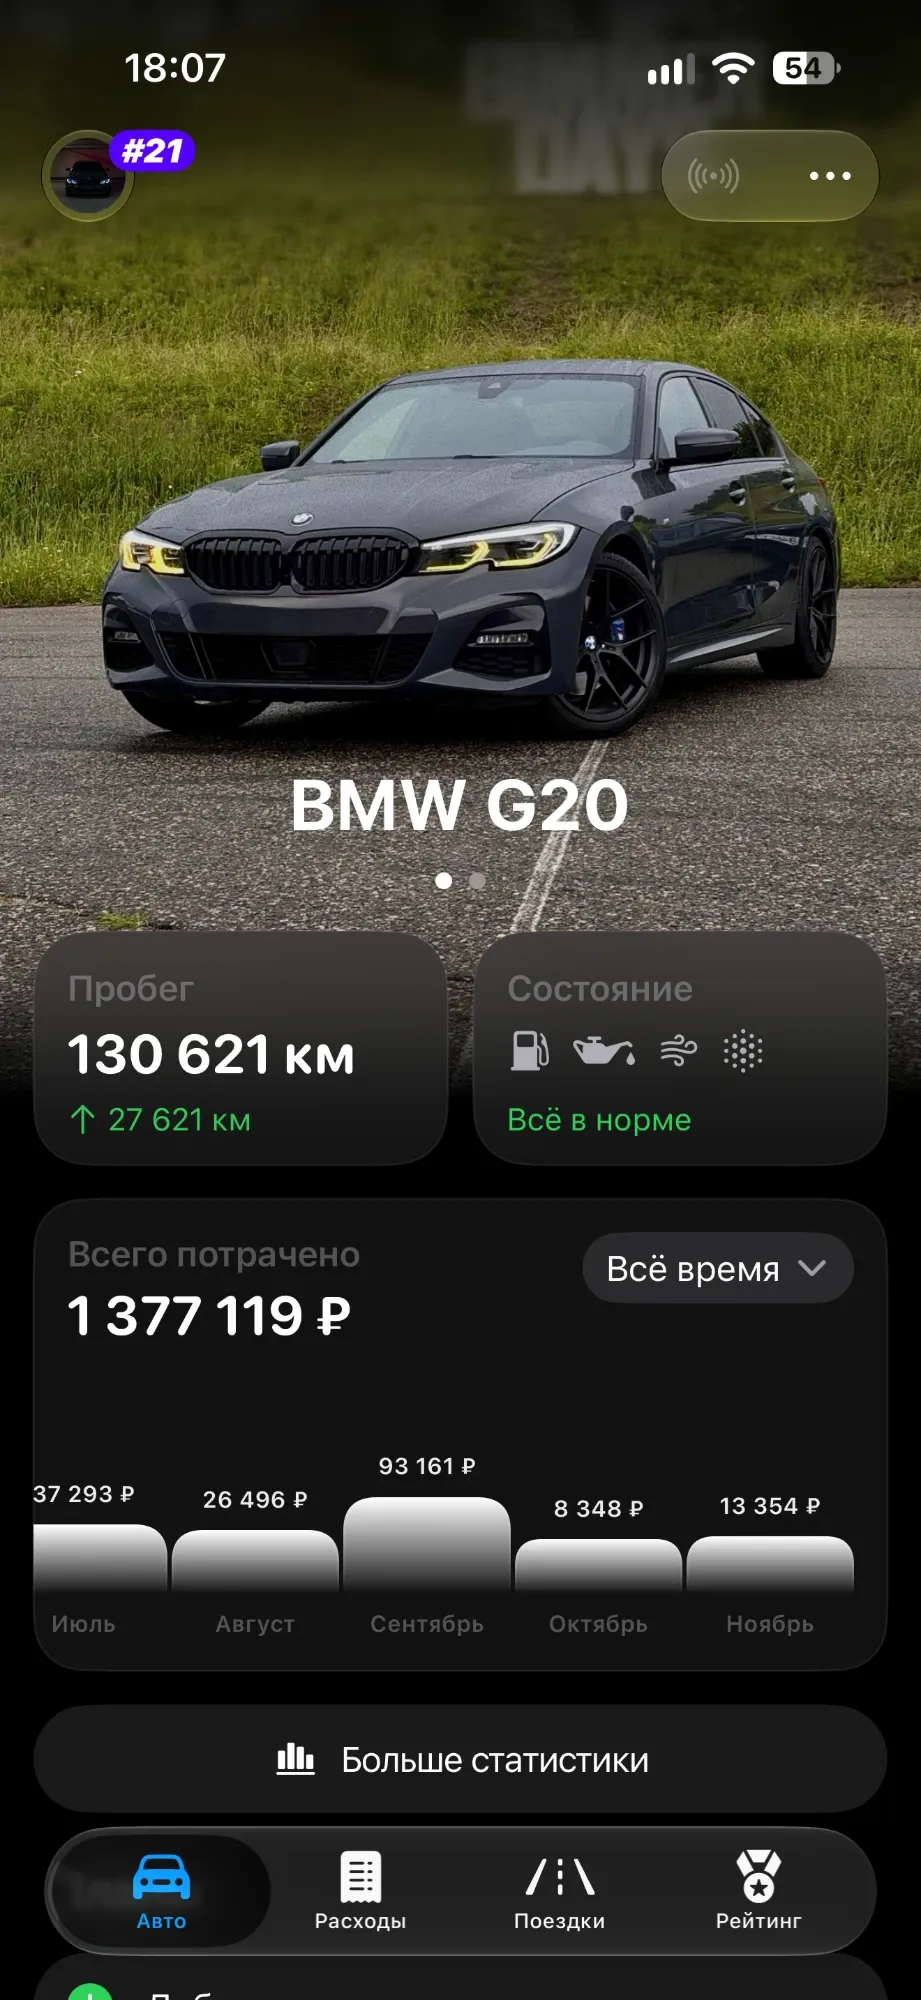 18:07
54
#21
BMW G20
Пробег
130 621 км
↑ 27 621 км
Состояние
Всё в норме
Всего потрачено
1 377 119 ₽
Всё время
37 293 ₽
26 496 ₽
93 161 ₽
8 348 ₽
13 354 ₽
Июль
Август
Сентябрь
Октябрь
Ноябрь
Больше статистики
Авто
Расходы
Поездки
Рейтинг